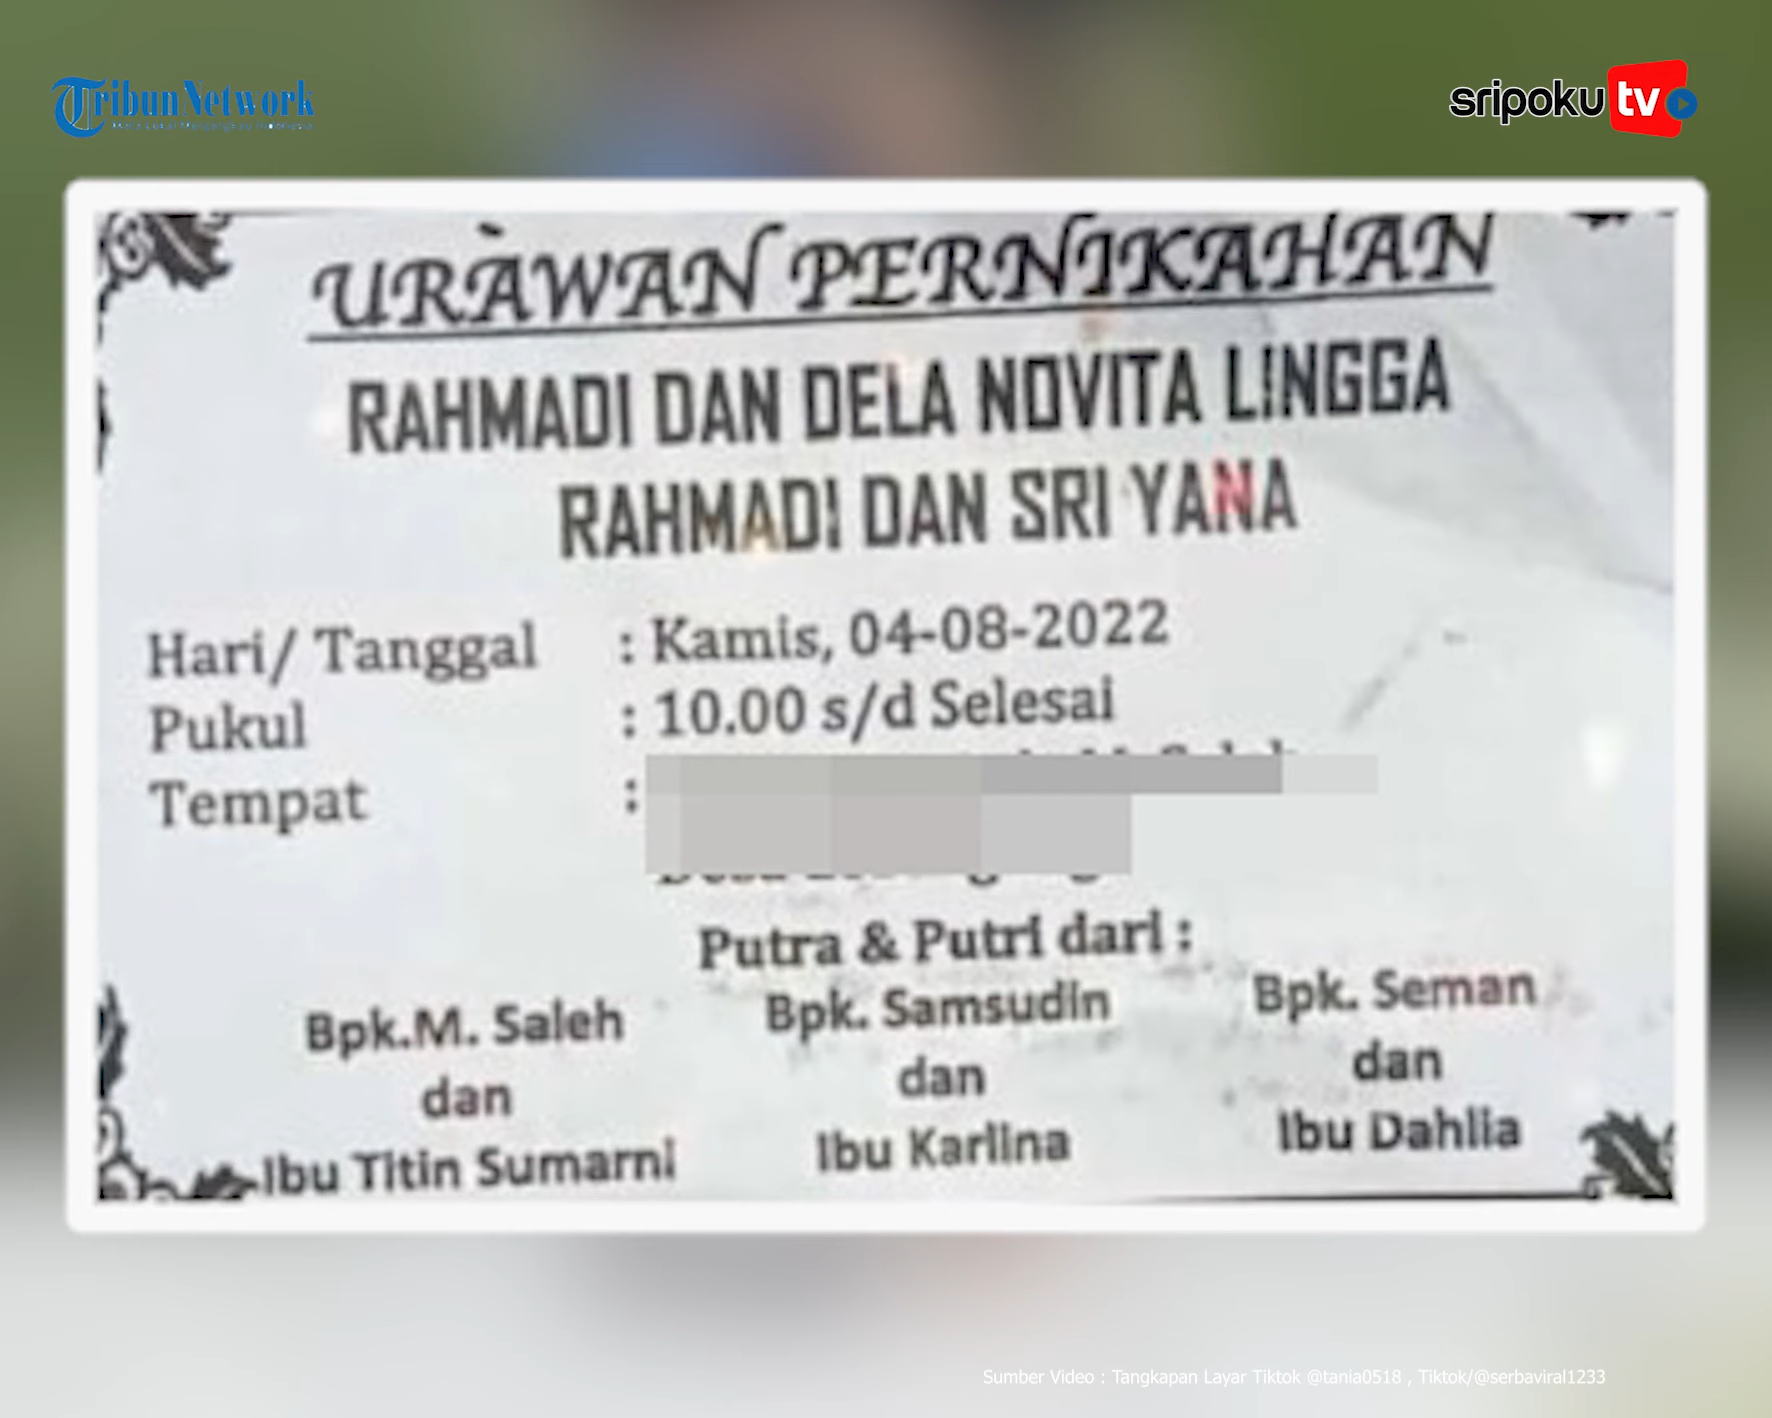 Tribun Network
sripoku tv
URAWAN PERNIKAHAN
RAHMADI DAN DELA NOVITA LINGGA
RAHMADI DAN SRI YANA
Hari/ Tanggal : Kamis, 04-08-2022
Pukul : 10.00 s/d Selesai
Tempat :
Putra & Putri dari :
Bpk.M. Saleh
dan
Ibu Titin Sumarni
Bpk. Samsudin
dan
Ibu Karlina
Bpk. Seman
dan
Ibu Dahlia
Sumber Video : Tangkapan Layar Tiktok @tania0518 , Tiktok/@serbaviral1233